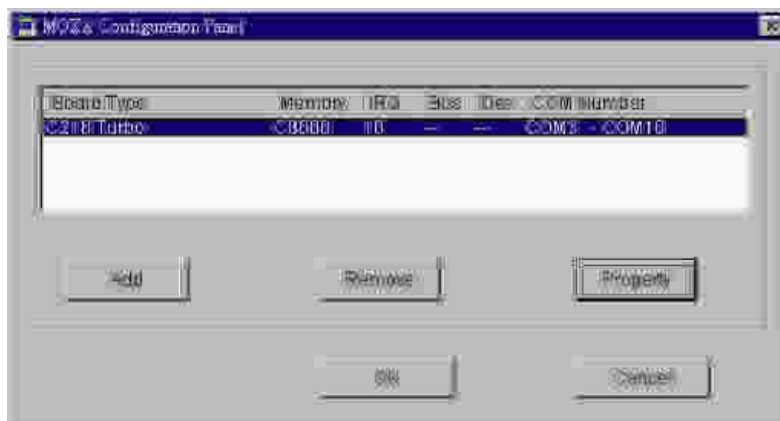 MOXA Configuration Panel
Board Type Memory IRQ Bus Dev COM Number
C218 Turbo C8000 10 --- --- COM3 - COM10
Add Remove Property
OK Cancel